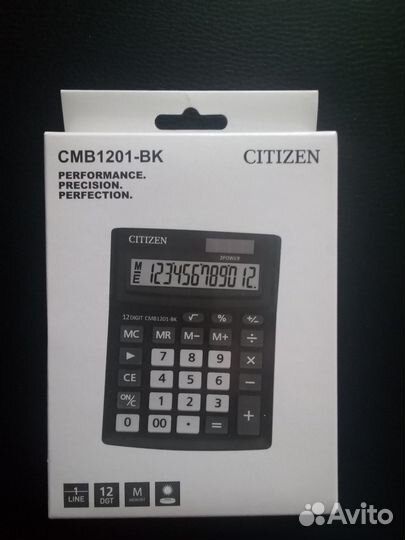 CMB1201-BK
CITIZEN
PERFORMANCE.
PRECISION.
PERFECTION.
CITIZEN
2POWER
M
E
123456789012.
12 DIGIT CMB1201-BK √ % +/-
MC MR M− M+ ÷
► 7 8 9 ×
CE 4 5 6 −
ON/C 1 2 3 +
0 00 · =
1 LINE
12 DGT
M MEMORY
Avito